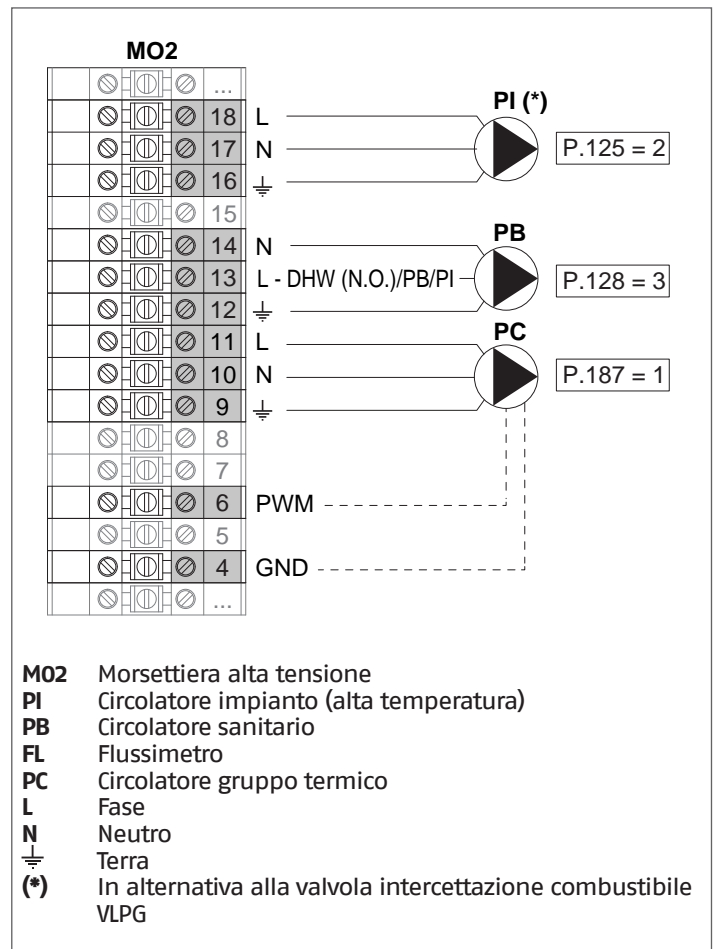 MO2
...
18 L
PI (*)
17 N
P.125 = 2
16 ⏚
15
PB
14 N
13 L - DHW (N.O.)/PB/PI
P.128 = 3
12 ⏚
PC
11 L
10 N
P.187 = 1
9 ⏚
8
7
6 PWM
5
4 GND
...
M02 Morsettiera alta tensione
PI Circolatore impianto (alta temperatura)
PB Circolatore sanitario
FL Flussimetro
PC Circolatore gruppo termico
L Fase
N Neutro
⏚ Terra
(*) In alternativa alla valvola intercettazione combustibile
VLPG